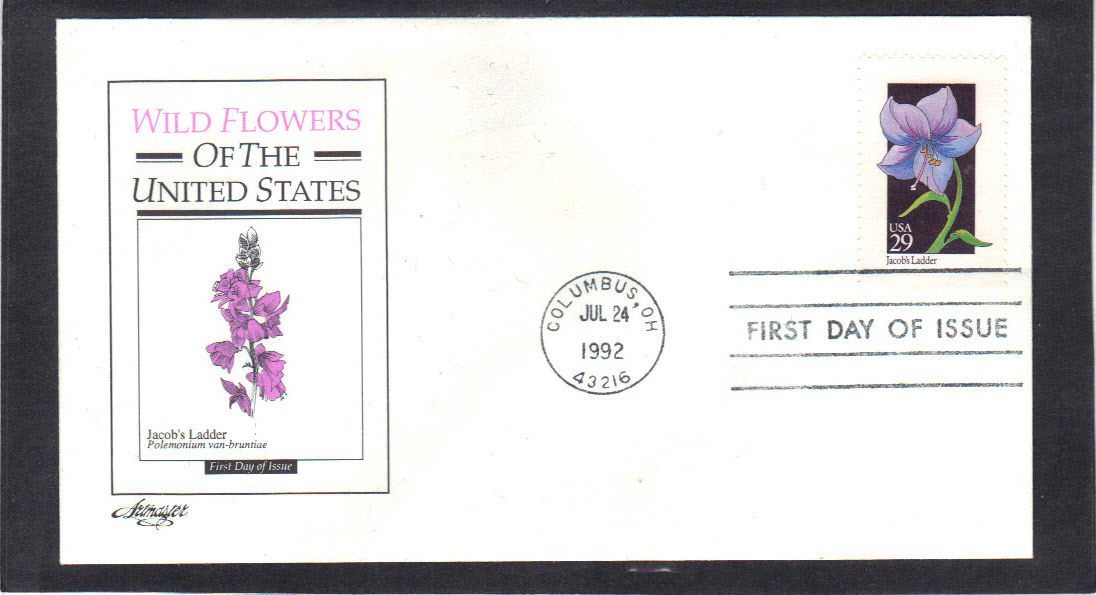 WILD FLOWERS
OF THE
UNITED STATES
Jacob's Ladder
Polemonium van-bruntiae
First Day of Issue
Artmaster
USA
29
Jacob's Ladder
COLUMBUS, OH
JUL 24
1992
43216
FIRST DAY OF ISSUE